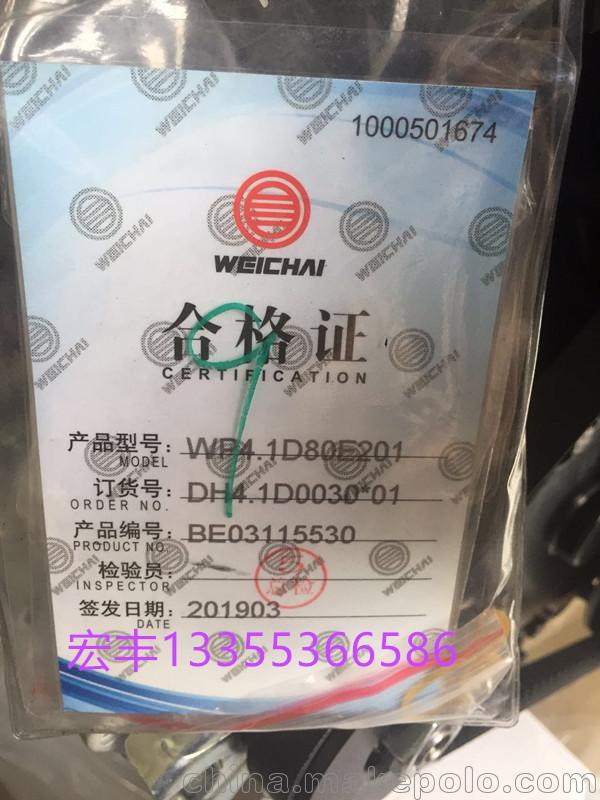 1000501674
WEICHAI
合格证
CERTIFICATION
产品型号: WP4.1D80E201
MODEL
订货号: DH4.1D0030*01
ORDER NO.
产品编号: BE03115530
PRODUCT NO.
检验员:
INSPECTOR
签发日期: 201903
DATE
宏丰13355366586
china.makepolo.com